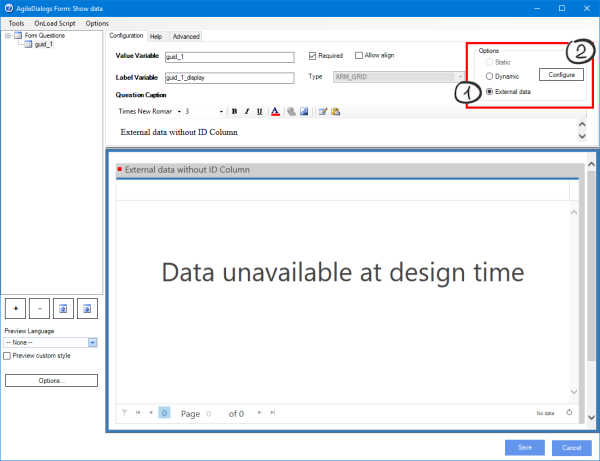 AgileDialogs Form: Show data
Tools OnLoad Script Options
Form Questions
guid_1
Configuration Help Advanced
Value Variable guid_1 Required Allow align
Label Variable guid_1_display Type XRM_GRID
Question Caption
Times New Roman 3 B I U A
External data without ID Column
Options
Static
Dynamic
External data
Configure
1
2
External data without ID Column
Data unavailable at design time
0 Page 0 of 0 No data
+ -
Preview Language
-- None --
Preview custom style
Options...
Save Cancel